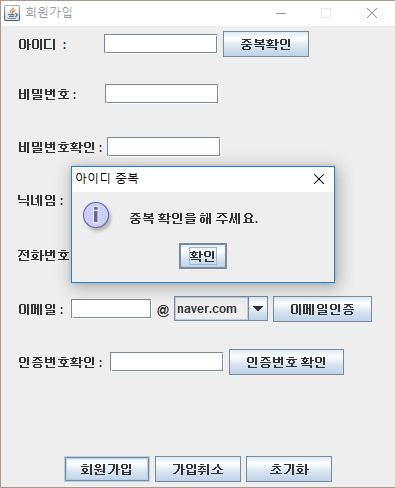 회원가입
아이디 :
중복확인
비밀번호 :
비밀번호확인 :
아이디 중복
닉네임 :
중복 확인을 해 주세요.
확인
전화번호
이메일 : @ naver.com 이메일인증
인증번호확인 : 인증번호 확인
회원가입 가입취소 초기화